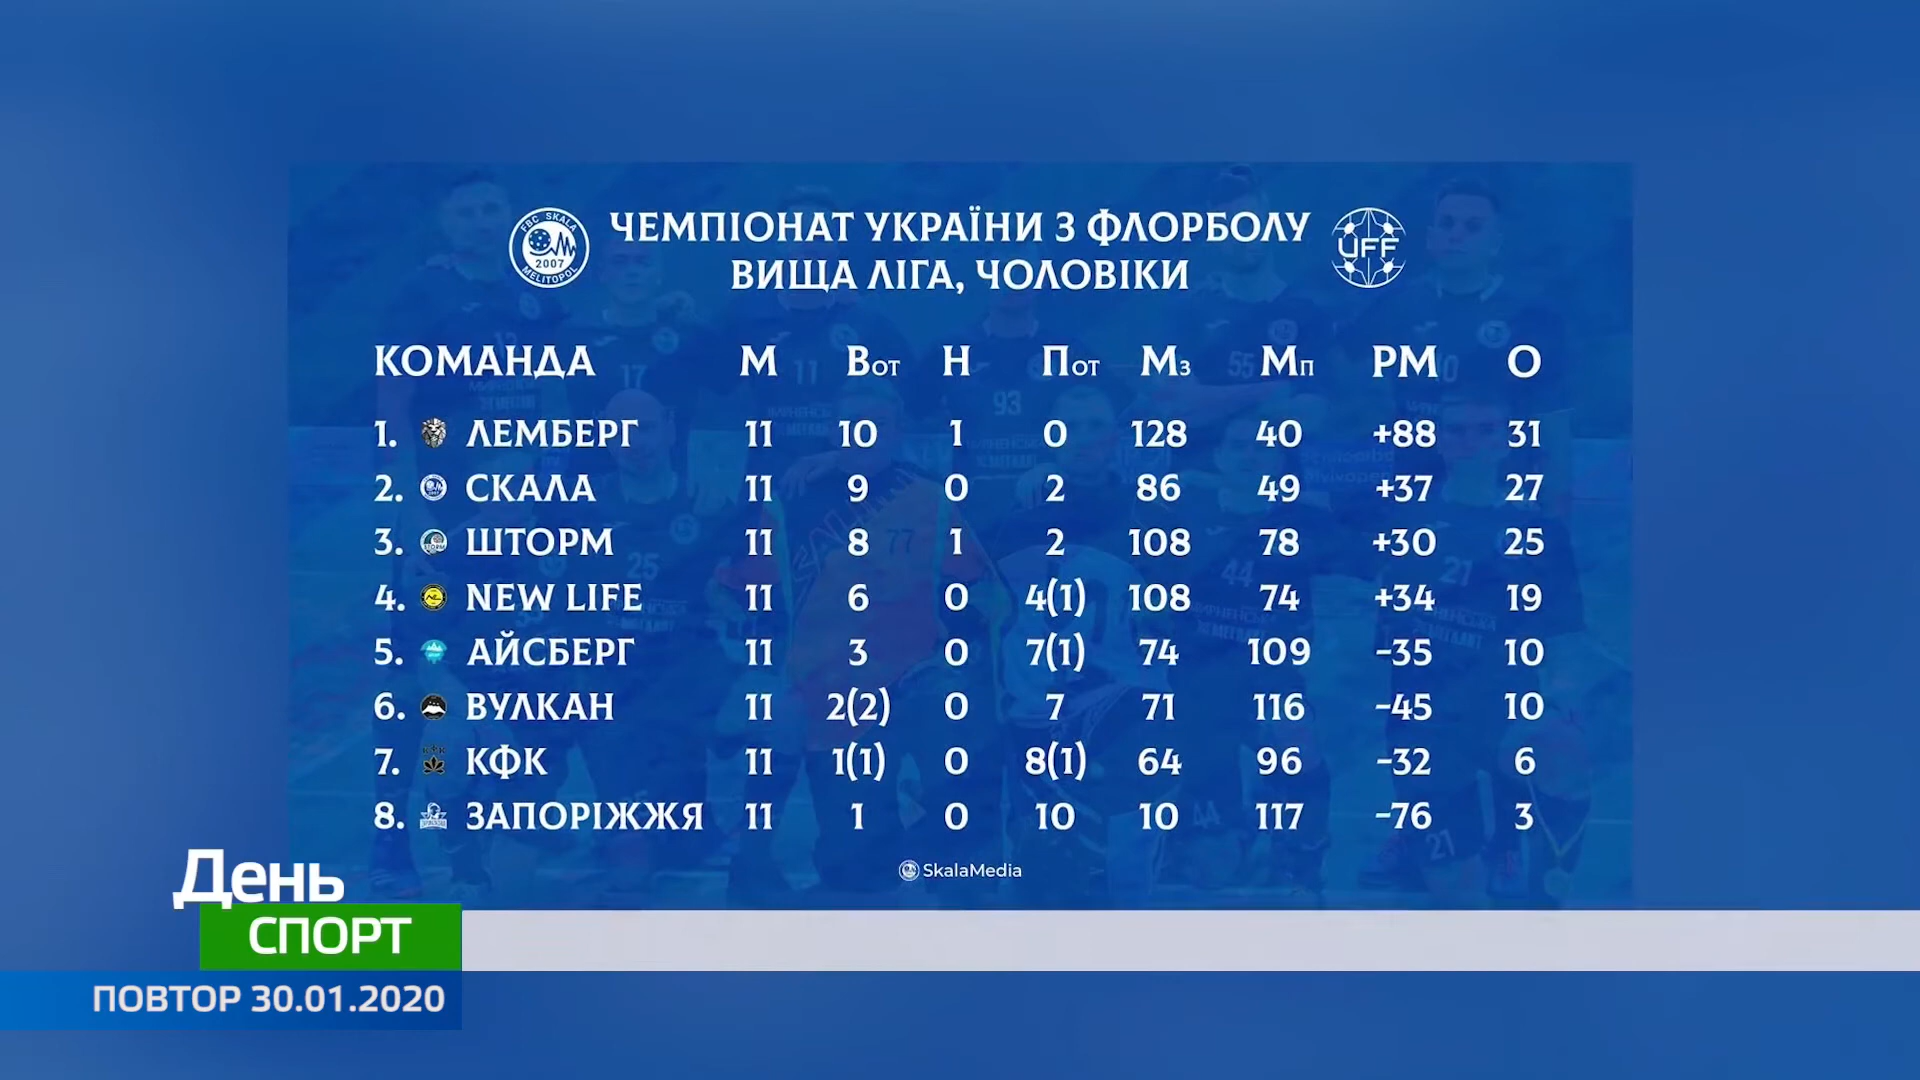 ЧЕМПІОНАТ УКРАЇНИ З ФЛОРБОЛУ
ВИЩА ЛІГА, ЧОЛОВІКИ
FBC SKALA
2007
MELITOPOL
UFF
КОМАНДА М Вот Н Пот Мз Мп РМ О
1. ЛЕМБЕРГ 11 10 1 0 128 40 +88 31
2. СКАЛА 11 9 0 2 86 49 +37 27
3. ШТОРМ 11 8 1 2 108 78 +30 25
4. NEW LIFE 11 6 0 4(1) 108 74 +34 19
5. АЙСБЕРГ 11 3 0 7(1) 74 109 -35 10
6. ВУЛКАН 11 2(2) 0 7 71 116 -45 10
7. КФК 11 1(1) 0 8(1) 64 96 -32 6
8. ЗАПОРІЖЖЯ 11 1 0 10 10 117 -76 3
SkalaMedia
День
СПОРТ
ПОВТОР 30.01.2020